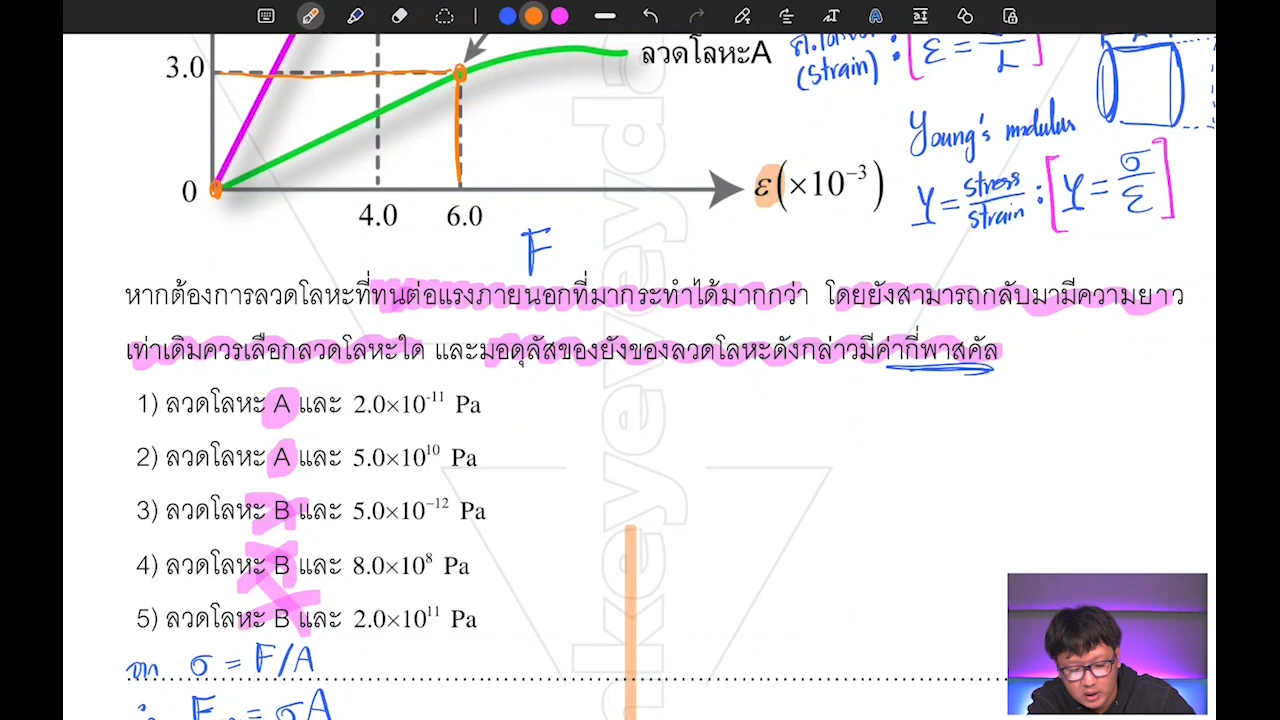 3.0
ลวดโลหะA
(Strain) : [ε = / L ]
Young's modulus
Y = stress/strain : [Y = σ/ε]
0
4.0 6.0
ε(×10⁻³)
F
หากต้องการลวดโลหะที่ทนต่อแรงภายนอกที่มากระทำได้มากกว่า โดยยังสามารถกลับมามีความยาว
เท่าเดิมควรเลือกลวดโลหะใด และมอดุลัสของยังของลวดโลหะดังกล่าวมีค่ากี่พาสคัล
1) ลวดโลหะ A และ 2.0×10⁻¹¹ Pa
2) ลวดโลหะ A และ 5.0×10¹⁰ Pa
3) ลวดโลหะ B และ 5.0×10⁻¹² Pa
4) ลวดโลหะ B และ 8.0×10⁸ Pa
5) ลวดโลหะ B และ 2.0×10¹¹ Pa
จาก σ = F/A
= σA